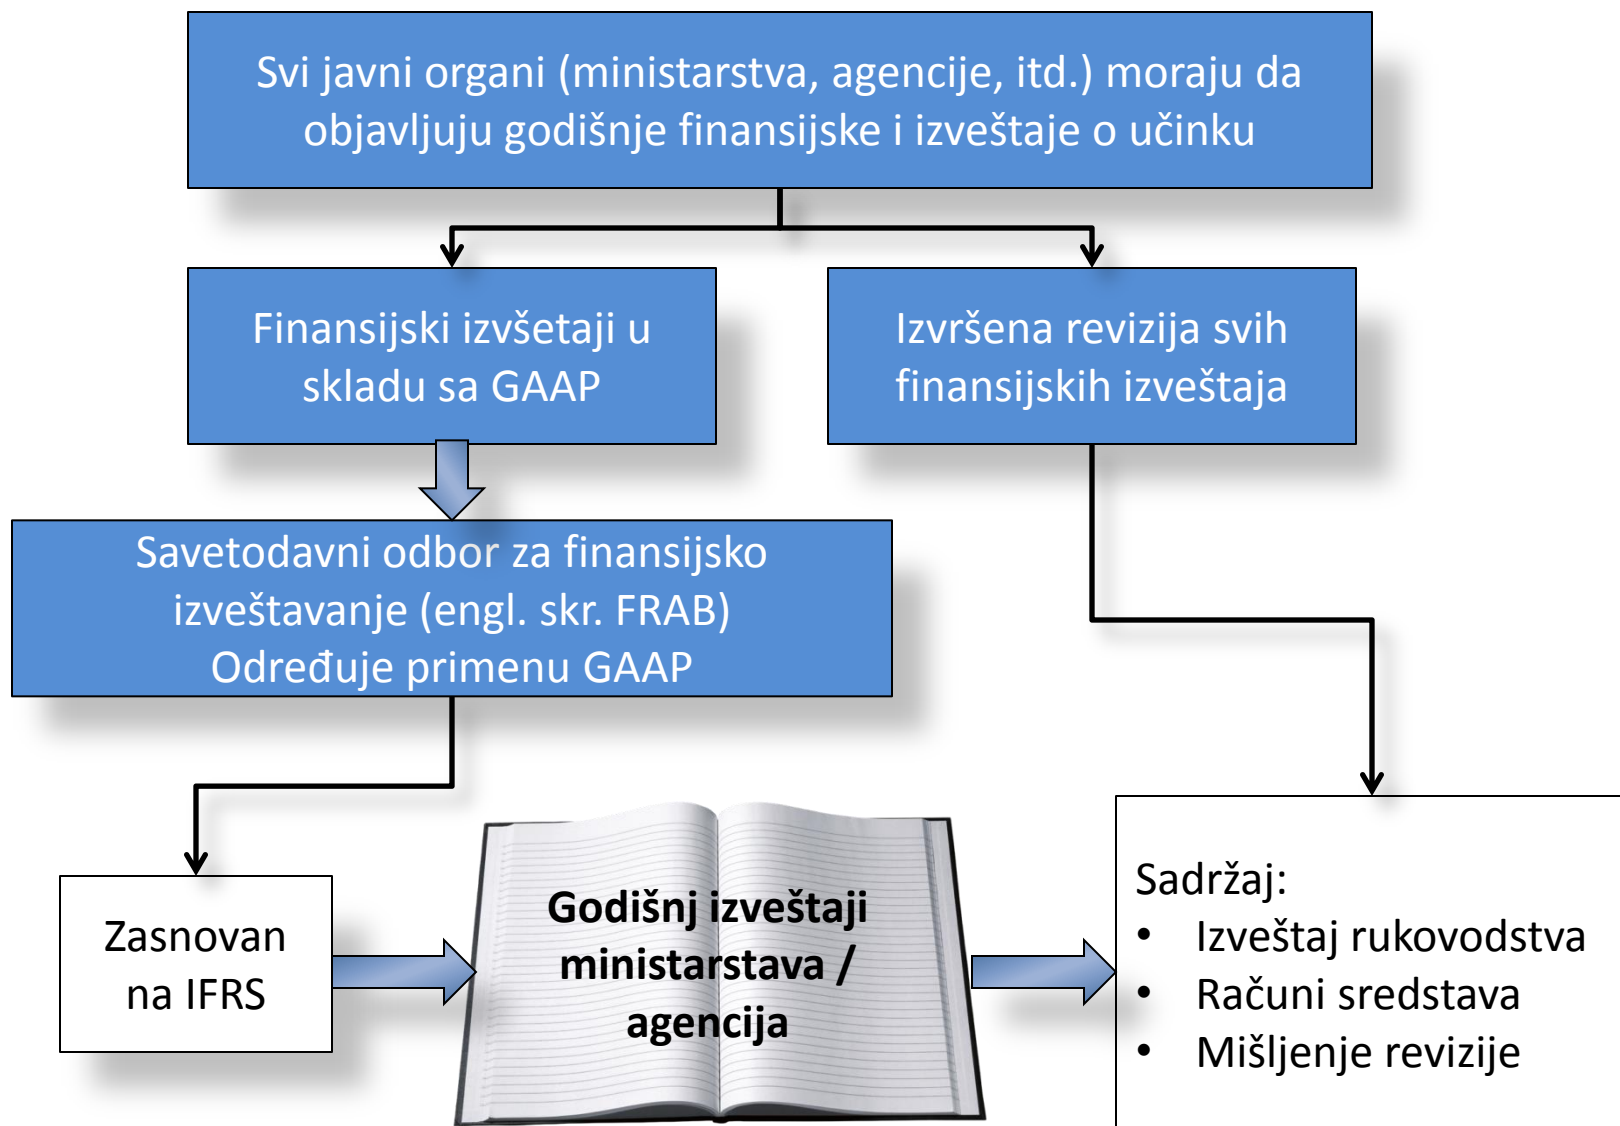 Svi javni organi (ministarstva, agencije, itd.) moraju da
objavljuju godišnje finansijske i izveštaje o učinku
Finansijski izvšetaji u
skladu sa GAAP
Izvršena revizija svih
finansijskih izveštaja
Savetodavni odbor za finansijsko
izveštavanje (engl. skr. FRAB)
Određuje primenu GAAP
Zasnovan
na IFRS
Godišnj izveštaji
ministarstava /
agencija
Sadržaj:
• Izveštaj rukovodstva
• Računi sredstava
• Mišljenje revizije